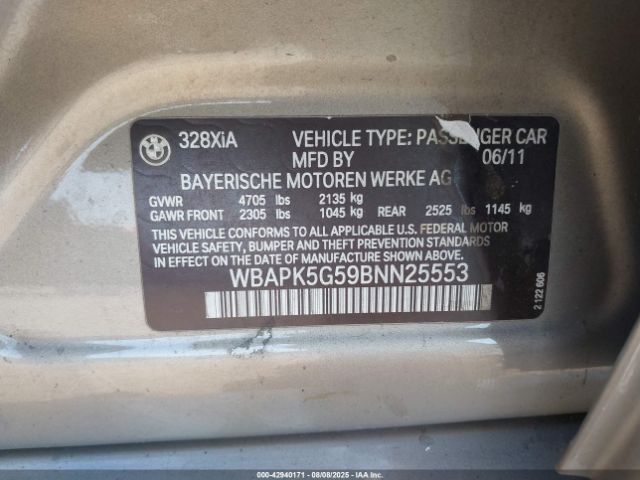 BMW
328XiA VEHICLE TYPE: PASSENGER CAR
MFD BY 06/11
BAYERISCHE MOTOREN WERKE AG
GVWR 4705 lbs 2135 kg
GAWR FRONT 2305 lbs 1045 kg REAR 2525 lbs 1145 kg
THIS VEHICLE CONFORMS TO ALL APPLICABLE U.S. FEDERAL MOTOR
VEHICLE SAFETY, BUMPER AND THEFT PREVENTION STANDARDS
IN EFFECT ON THE DATE OF MANUFACTURE SHOWN ABOVE.
WBAPK5G59BNN25553
2 122 606
IAA-42940171 - 08/08/2025 - IAAI.COM